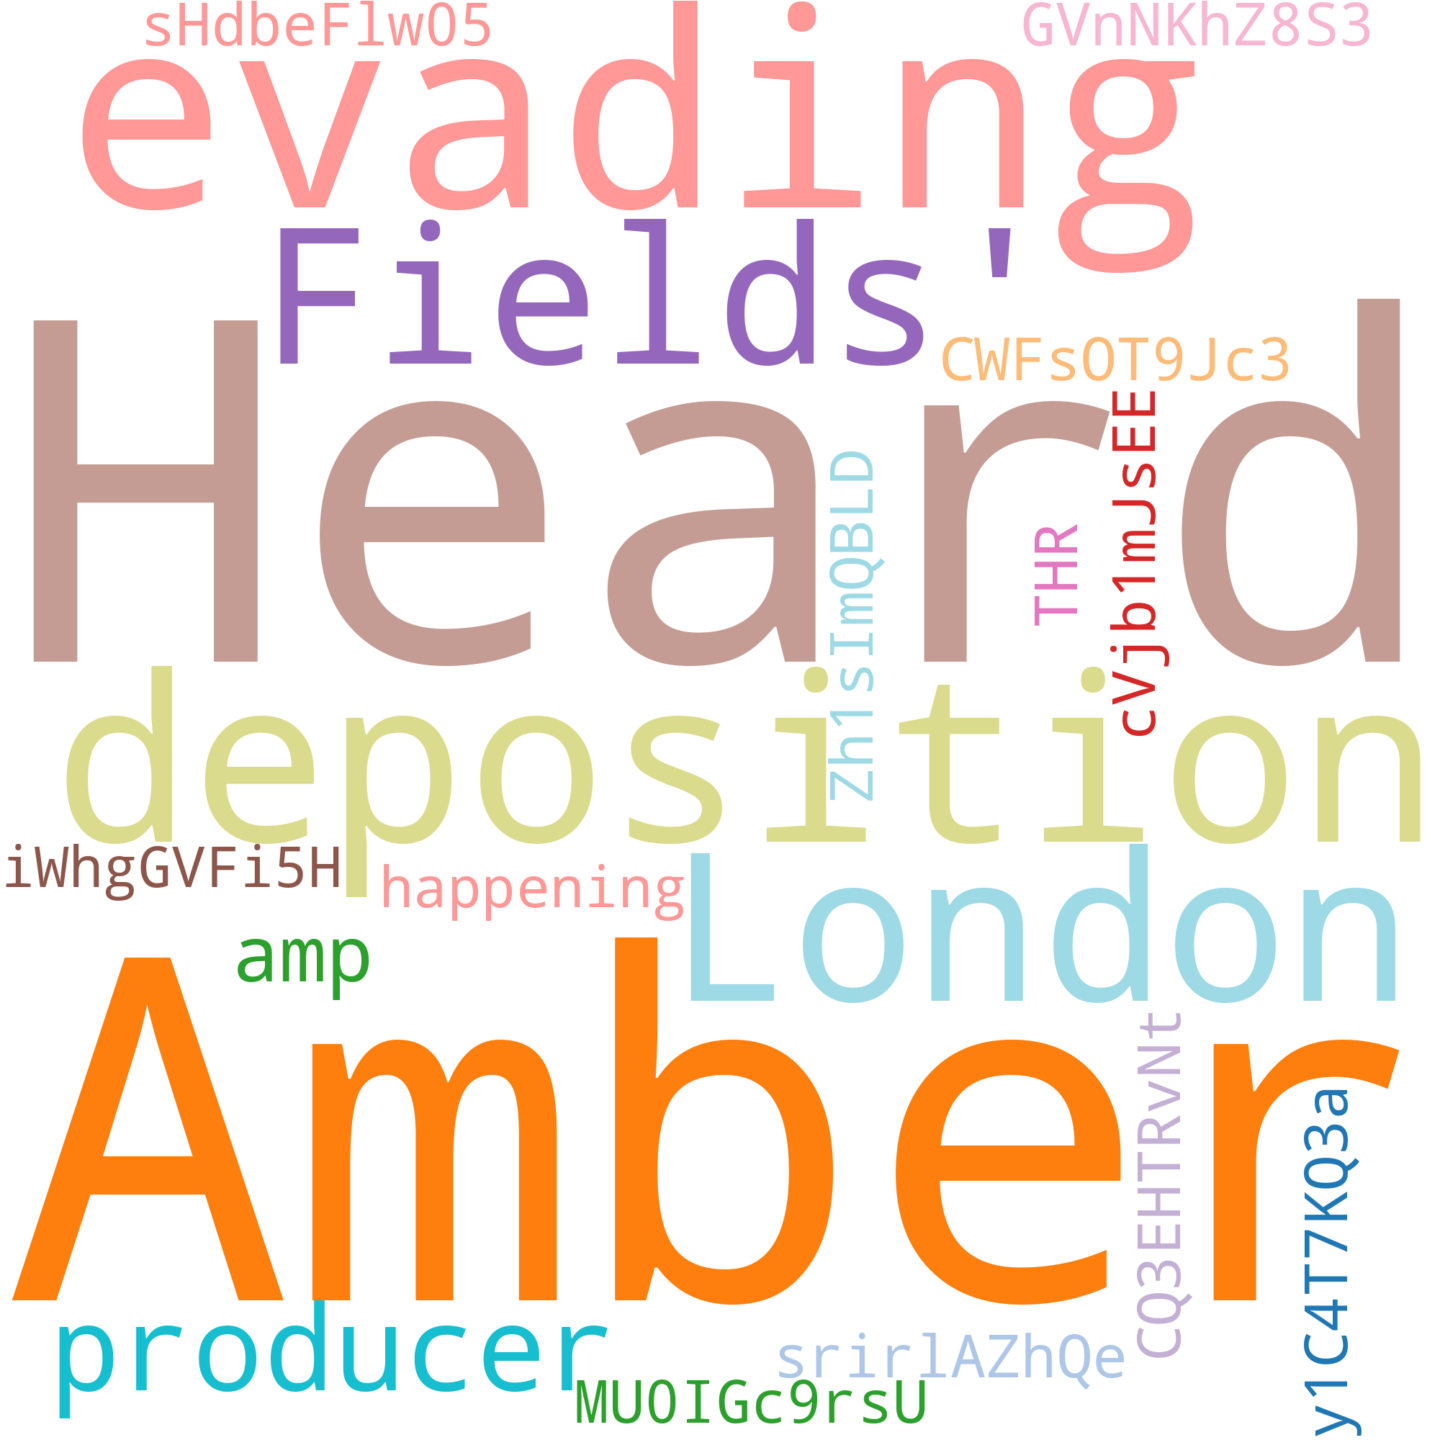 sHdbeFlwO5
GVnNKhZ8S3
evading
Fields'
CWFsOT9Jc3
Heard
cVjb1mJsEE
Zh1sImQBLD
THR
deposition
iWhgGVFi5H
happening
London
amp
Amber
CQ3EHTRvNt
y1C4T7KQ3a
producer
srirlAZhQe
MU0IGc9rsU